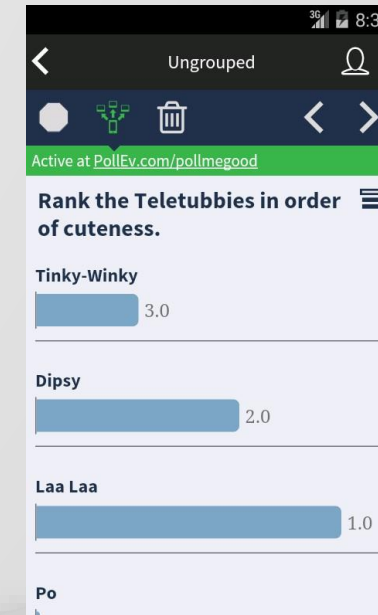 3G 8:3
Ungrouped
Active at PollEv.com/pollmegood
Rank the Teletubbies in order
of cuteness.
Tinky-Winky
3.0
Dipsy
2.0
Laa Laa
1.0
Po